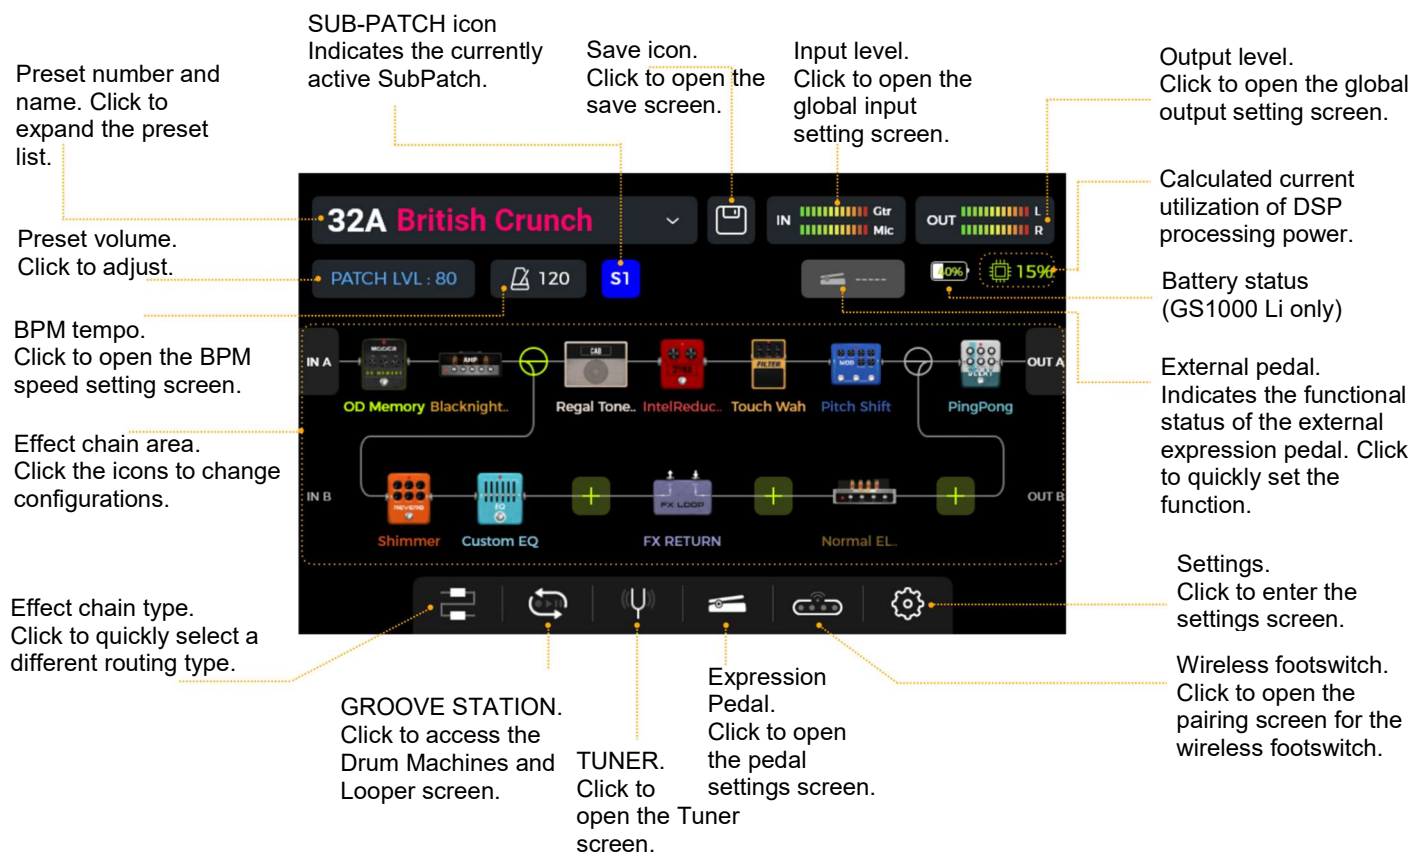 SUB-PATCH icon
Indicates the currently
active SubPatch.
Save icon.
Click to open the
save screen.
Input level.
Click to open the
global input
setting screen.
Output level.
Click to open the global
output setting screen.
Preset number and
name. Click to
expand the preset
list.
Calculated current
utilization of DSP
processing power.
Preset volume.
Click to adjust.
Battery status
(GS1000 Li only)
BPM tempo.
Click to open the BPM
speed setting screen.
External pedal.
Indicates the functional
status of the external
expression pedal. Click
to quickly set the
function.
Effect chain area.
Click the icons to change
configurations.
32A British Crunch
IN
Gtr
Mic
OUT
L
R
PATCH LVL : 80
120
S1
-----
40%
15%
IN A
MOOER
AMP
CAB
FILTER
MOD
OUT A
OD Memory
Blacknight..
Regal Tone..
IntelReduc..
Touch Wah
Pitch Shift
PingPong
IN B
REVERB
EQ
FX LOOP
OUT B
Shimmer
Custom EQ
FX RETURN
Normal EL..
Effect chain type.
Click to quickly select a
different routing type.
Settings.
Click to enter the
settings screen.
GROOVE STATION.
Click to access the
Drum Machines and
Looper screen.
TUNER.
Click to
open the Tuner
screen.
Expression
Pedal.
Click to open
the pedal
settings screen.
Wireless footswitch.
Click to open the
pairing screen for the
wireless footswitch.